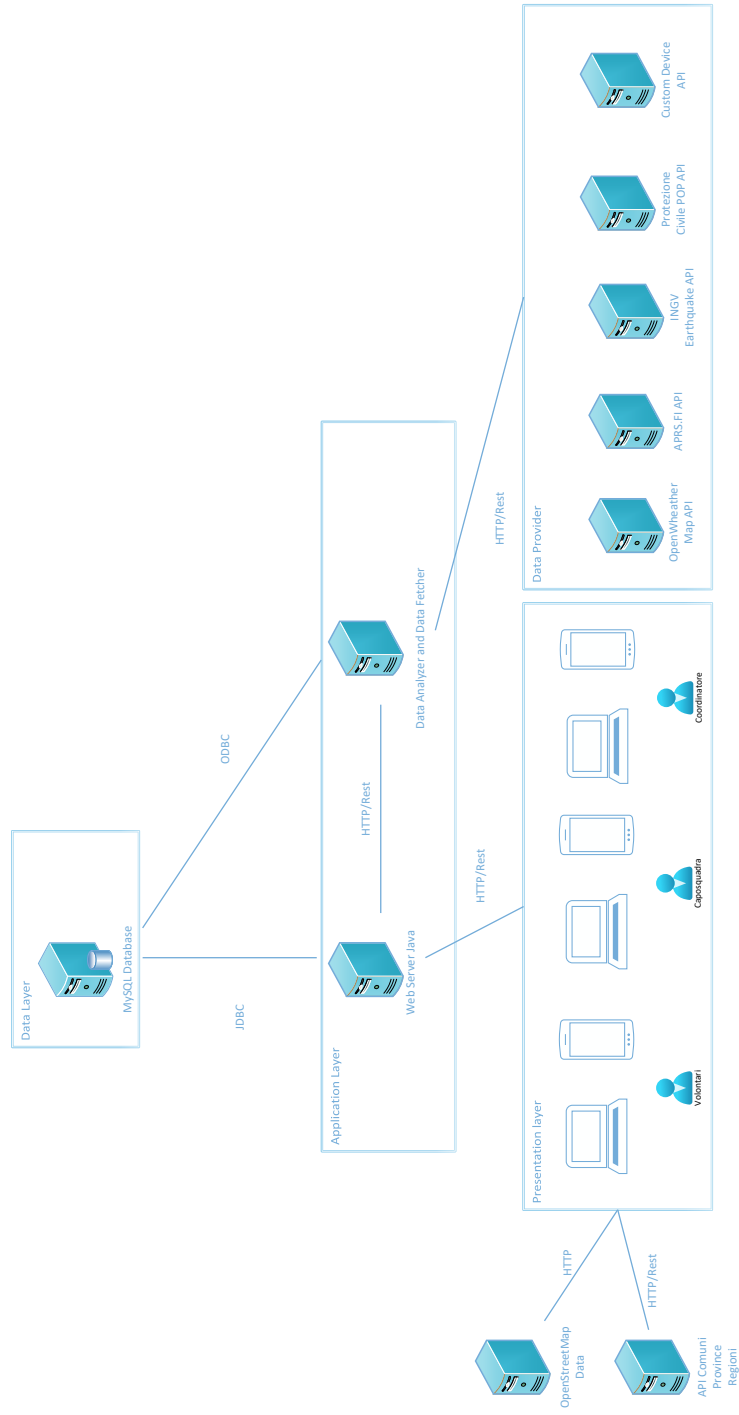 Data Layer
MySQL Database
JDBC
ODBC
Application Layer
Web Server Java
HTTP/Rest
Data Analyzer and Data Fetcher
HTTP/Rest
HTTP/Rest
OpenStreetMap
Data
HTTP
API Comuni
Province
Regioni
HTTP/Rest
Presentation layer
Volontari
Caposquadra
Coordinatore
Data Provider
OpenWheather
Map API
APRS.FI API
INGV
Earthquake API
Protezione
Civile POP API
Custom Device
API